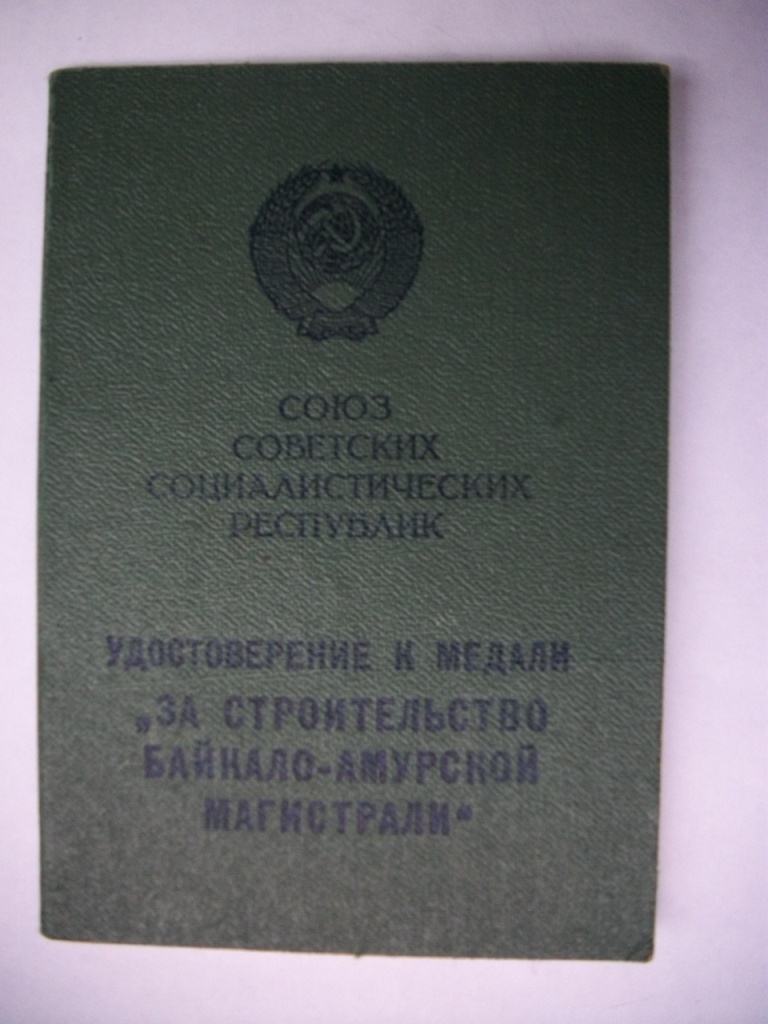 СОЮЗ
СОВЕТСКИХ
СОЦИАЛИСТИЧЕСКИХ
РЕСПУБЛИК
УДОСТОВЕРЕНИЕ К МЕДАЛИ
„ЗА СТРОИТЕЛЬСТВО
БАЙКАЛО-АМУРСКОЙ
МАГИСТРАЛИ“